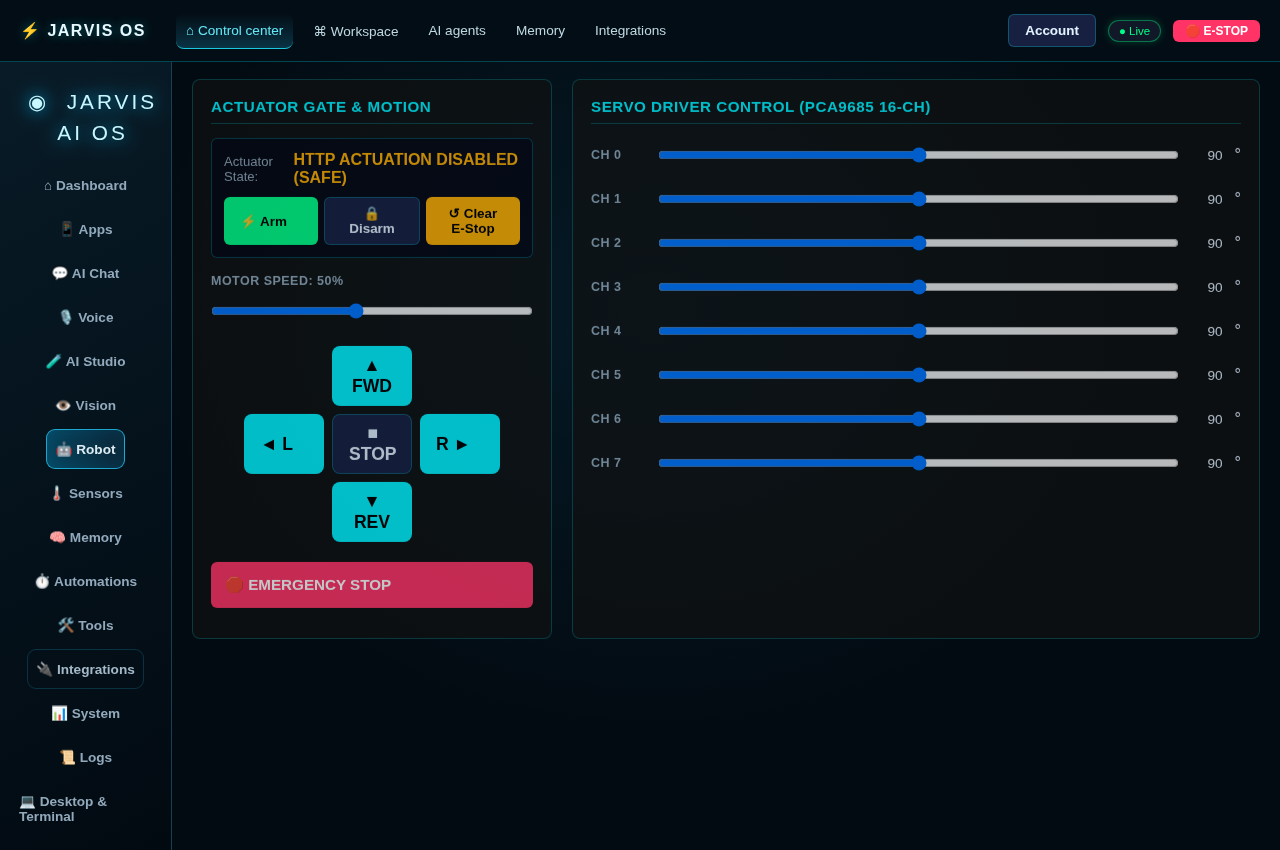 ⚡ JARVIS OS
⌂ Control center
⌘ Workspace
AI agents
Memory
Integrations
Account
● Live
🛑 E-STOP
◉ JARVIS
AI OS
⌂ Dashboard
📱 Apps
💬 AI Chat
🎙️ Voice
🧪 AI Studio
👁️ Vision
🤖 Robot
🌡️ Sensors
🧠 Memory
⏱️ Automations
🛠️ Tools
🔌 Integrations
📊 System
📜 Logs
💻 Desktop &
Terminal
ACTUATOR GATE & MOTION
Actuator
State:
HTTP ACTUATION DISABLED
(SAFE)
⚡ Arm
🔒
Disarm
↺ Clear
E-Stop
MOTOR SPEED: 50%
▲
FWD
◄ L
■
STOP
R ►
▼
REV
🛑 EMERGENCY STOP
SERVO DRIVER CONTROL (PCA9685 16-CH)
CH 0 90 °
CH 1 90 °
CH 2 90 °
CH 3 90 °
CH 4 90 °
CH 5 90 °
CH 6 90 °
CH 7 90 °